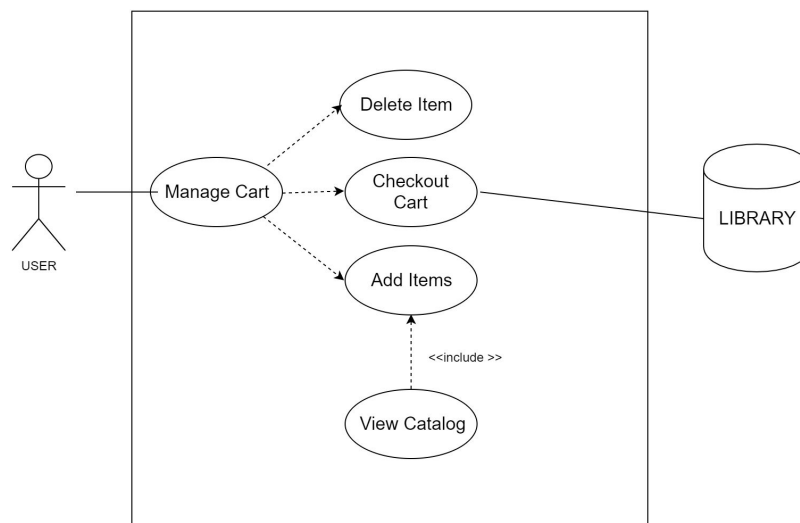 Delete Item
Manage Cart
Checkout
Cart
LIBRARY
USER
Add Items
<<include >>
View Catalog